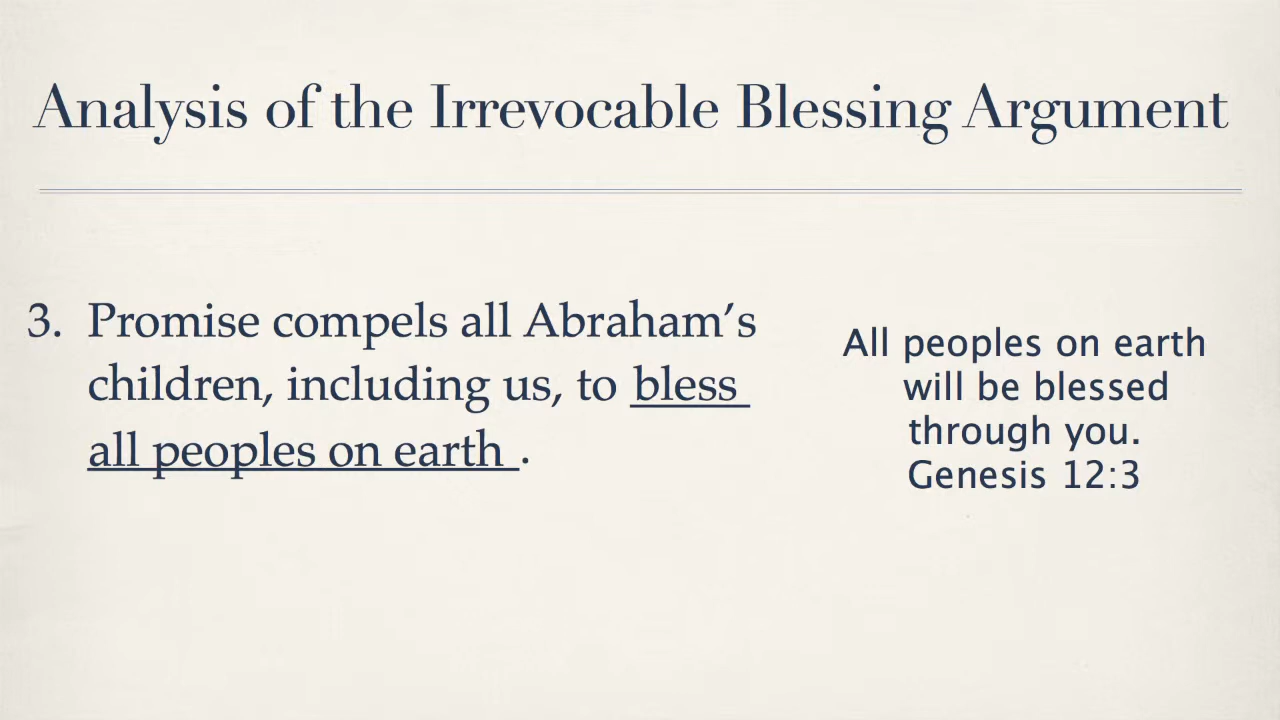 Analysis of the Irrevocable Blessing Argument
3. Promise compels all Abraham’s
children, including us, to bless
all peoples on earth .
All peoples on earth
will be blessed
through you.
Genesis 12:3